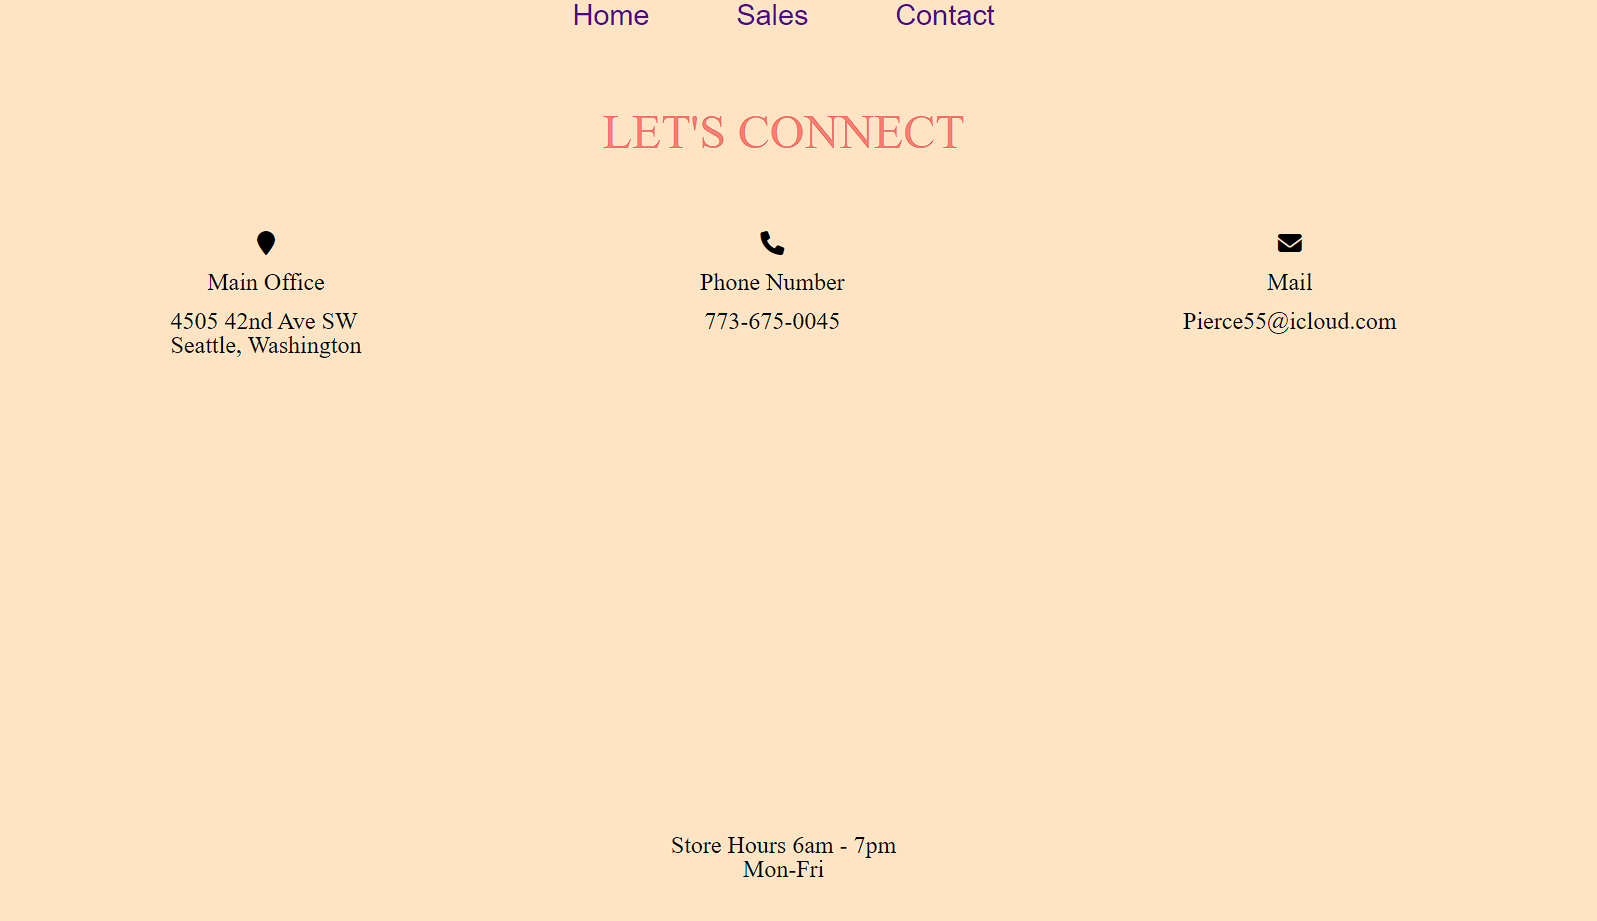 Home Sales Contact
LET'S CONNECT
Main Office
4505 42nd Ave SW
Seattle, Washington
Phone Number
773-675-0045
Mail
Pierce55@icloud.com
Store Hours 6am - 7pm
Mon-Fri